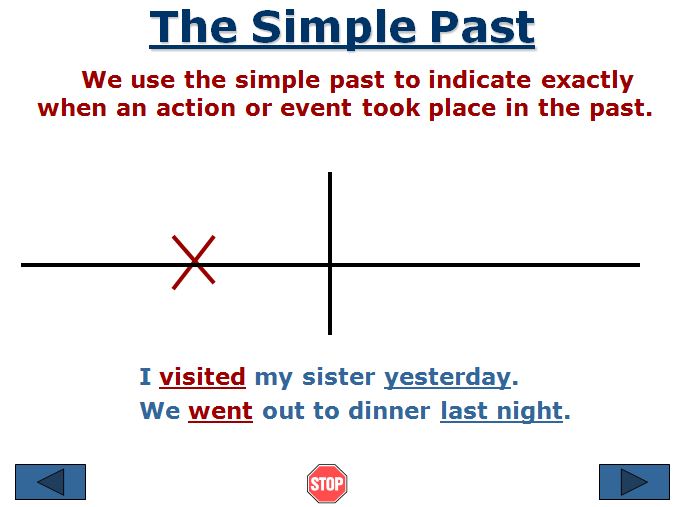 The Simple Past
We use the simple past to indicate exactly
when an action or event took place in the past.
I visited my sister yesterday.
We went out to dinner last night.
STOP